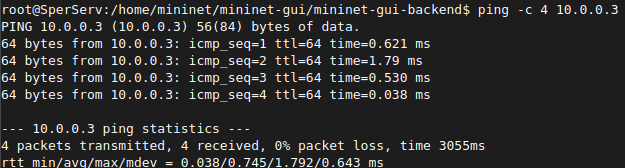 root@SperServ:/home/mininet/mininet-gui/mininet-gui-backend$ ping -c 4 10.0.0.3
PING 10.0.0.3 (10.0.0.3) 56(84) bytes of data.
64 bytes from 10.0.0.3: icmp_seq=1 ttl=64 time=0.621 ms
64 bytes from 10.0.0.3: icmp_seq=2 ttl=64 time=1.79 ms
64 bytes from 10.0.0.3: icmp_seq=3 ttl=64 time=0.530 ms
64 bytes from 10.0.0.3: icmp_seq=4 ttl=64 time=0.038 ms
--- 10.0.0.3 ping statistics ---
4 packets transmitted, 4 received, 0% packet loss, time 3055ms
rtt min/avg/max/mdev = 0.038/0.745/1.792/0.643 ms